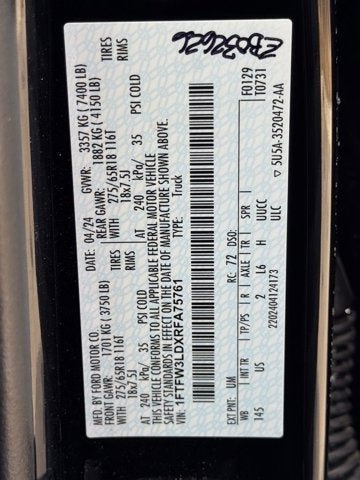 MFD. BY FORD MOTOR CO.
DATE: 04/24 GVWR: 3357 KG ( 7400 LB)
FRONT GAWR: 1701 KG ( 3750 LB) REAR GAWR: 1882 KG ( 4150 LB)
WITH 275/65R18 116T TIRES WITH 275/65R18 116T TIRES
18x7.5J RIMS 18x7.5J RIMS
AT 240 kPa/ 35 PSI COLD AT 240 kPa/ 35 PSI COLD
THIS VEHICLE CONFORMS TO ALL APPLICABLE FEDERAL MOTOR VEHICLE
SAFETY STANDARDS IN EFFECT ON THE DATE OF MANUFACTURE SHOWN ABOVE.
VIN: 1FTFW3LDXRFA75761
TYPE: Truck
F0129
T0731
EXT PNT: UM RC: 72 DSO:
WB INT TR TP/PS R AXLE TR SPR
145 US 2 L6 H UUCC
2202404124173 ULC
▽ 5U5A-3520472-AA